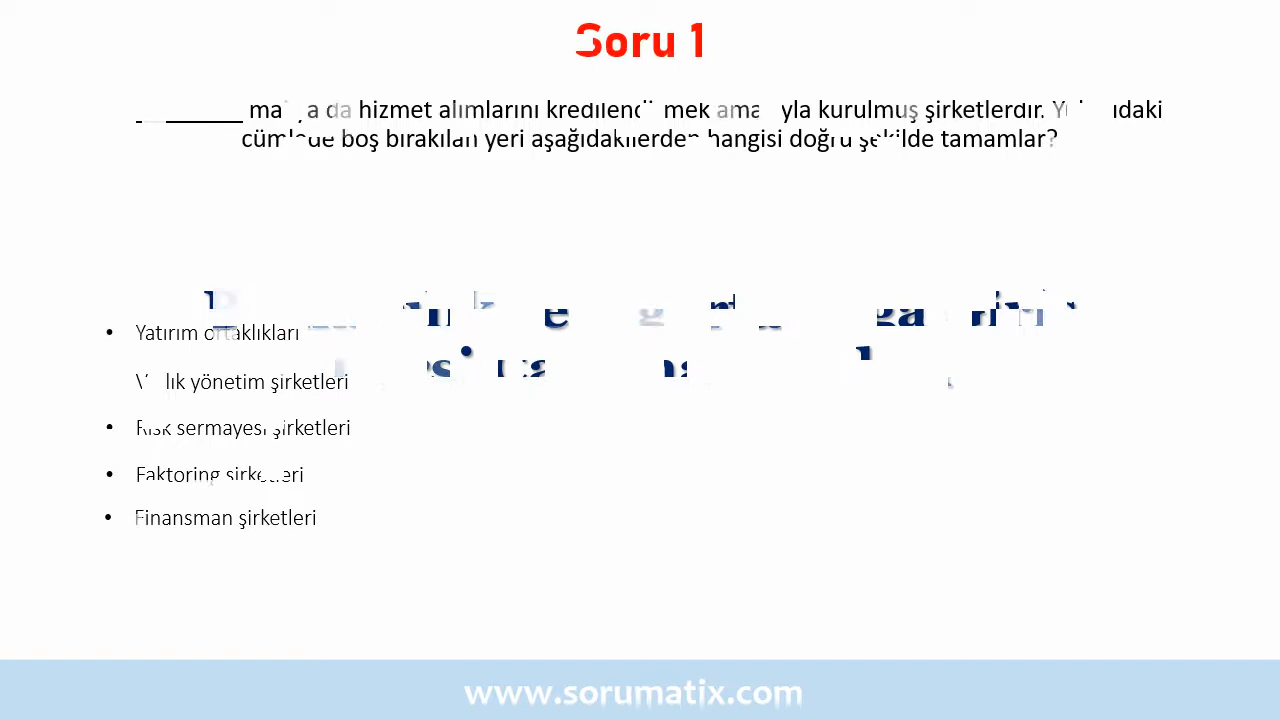 Soru 1
__________ mal ya da hizmet alımlarını kredilendirmek amacıyla kurulmuş şirketlerdir. Yukarıdaki
cümlede boş bırakılan yeri aşağıdakilerden hangisi doğru şekilde tamamlar?
• Yatırım ortaklıkları
Varlık yönetim şirketleri
• Risk sermayesi şirketleri
• Faktoring şirketleri
• Finansman şirketleri
www.sorumatix.com